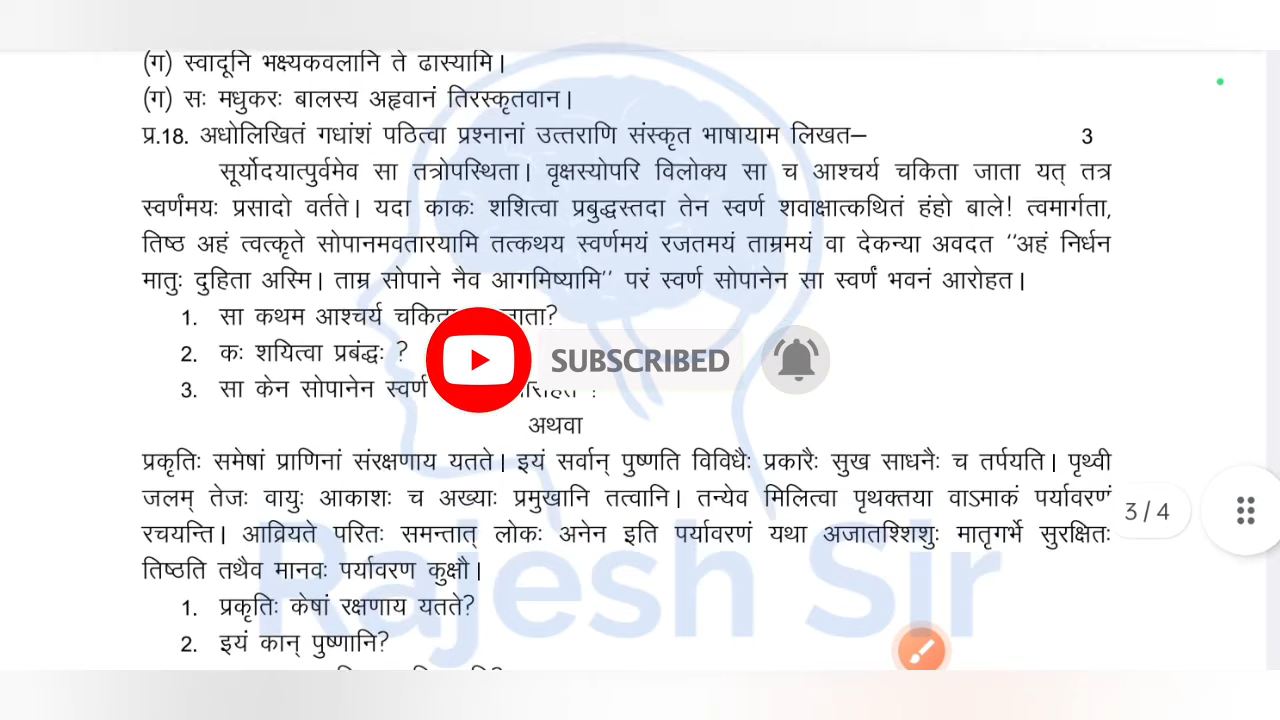 (ग) स्वादूनि भक्ष्यकवलानि ते ढास्यामि।
(ग) सः मधुकरः बालस्य अहृवानं तिरस्कृतवान।
प्र.18. अधोलिखितं गधांशं पठित्वा प्रश्नानां उत्तराणि संस्कृत भाषायाम लिखत– 3
सूर्योदयात्पुर्वमेव सा तत्रोपस्थिता। वृक्षस्योपरि विलोक्य सा च आश्चर्य चकिता जाता यत् तत्र
स्वर्णंमयः प्रसादो वर्तते। यदा काकः शशित्वा प्रबुद्धस्तदा तेन स्वर्ण शवाक्षात्कथितं हंहो बाले! त्वमार्गता,
तिष्ठ अहं त्वत्कृते सोपानमवतारयामि तत्कथय स्वर्णमयं रजतमयं ताम्रमयं वा देकन्या अवदत ‘‘अहं निर्धन
मातुः दुहिता अस्मि। ताम्र सोपाने नैव आगमिष्यामि’’ परं स्वर्ण सोपानेन सा स्वर्णं भवनं आरोहत।
1. सा कथम आश्चर्य चकिता जाता?
2. कः शयित्वा प्रबंद्धः ?
SUBSCRIBED
3. सा केन सोपानेन स्वर्ण
अथवा
प्रकृतिः समेषां प्राणिनां संरक्षणाय यतते। इयं सर्वान् पुष्णति विविधैः प्रकारैः सुख साधनैः च तर्पयति। पृथ्वी
जलम् तेजः वायुः आकाशः च अख्याः प्रमुखानि तत्वानि। तन्येव मिलित्वा पृथक्तया वाऽमाकं पर्यावरणं
3 / 4
रचयन्ति। आव्रियते परितः समन्तात् लोकः अनेन इति पर्यावरणं यथा अजातश्शिशुः मातृगर्भे सुरक्षितः
तिष्ठति तथैव मानवः पर्यावरण कुक्षौ।
Rajesh Sir
1. प्रकृतिः केषां रक्षणाय यतते?
2. इयं कान् पुष्णानि?